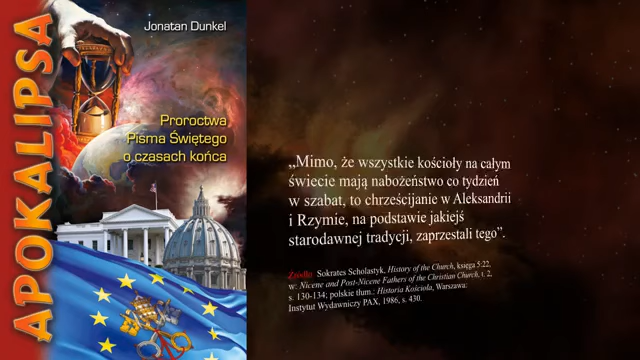 APOKALIPSA
Jonatan Dunkel
Proroctwa
Pisma Świętego
o czasach końca
„Mimo, że wszystkie kościoły na całym
świecie mają nabożeństwo co tydzień
w szabat, to chrześcijanie w Aleksandrii
i Rzymie, na podstawie jakiejś
starodawnej tradycji, zaprzestali tego”.
Źródło: Sokrates Scholastyk, History of the Church, księga 5:22,
w: Nicene and Post-Nicene Fathers of the Christian Church, t. 2,
s. 130-134; polskie tłum.: Historia Kościoła, Warszawa:
Instytut Wydawniczy PAX, 1986, s. 430.